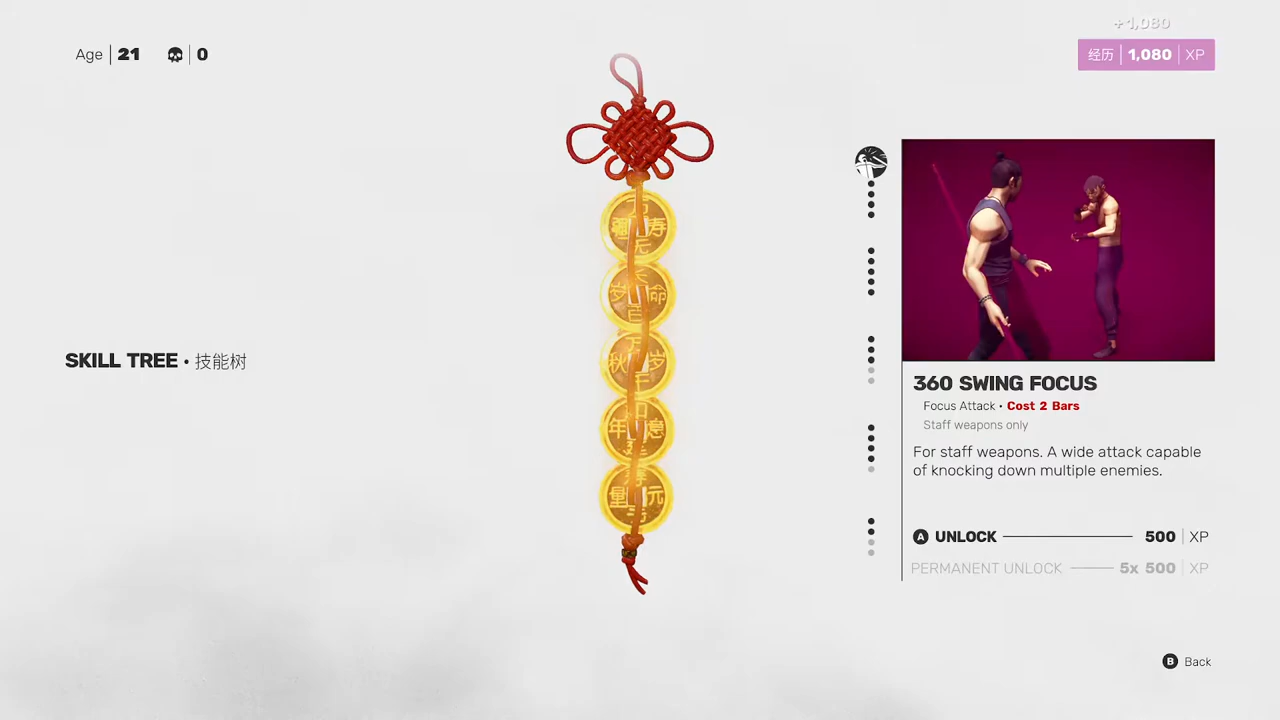 +1,080
Age | 21 0
经历 | 1,080 | XP
SKILL TREE • 技能树
360 SWING FOCUS
Focus Attack • Cost 2 Bars
Staff weapons only
For staff weapons. A wide attack capable
of knocking down multiple enemies.
A UNLOCK 500 | XP
PERMANENT UNLOCK 5x 500 | XP
B Back